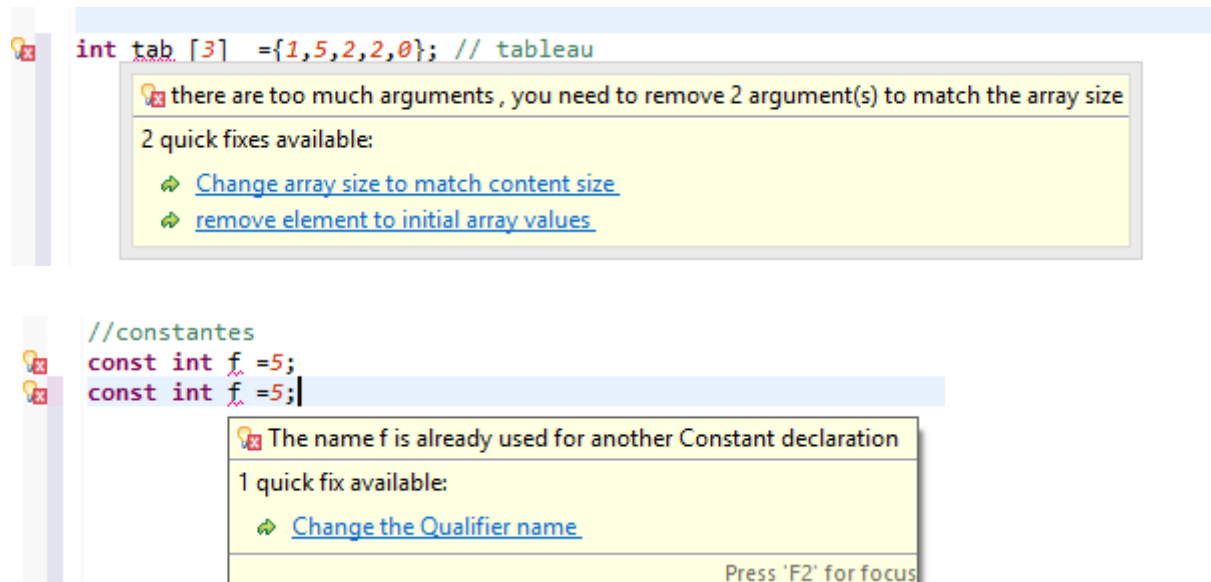 int tab [3]  ={1,5,2,2,0}; // tableau
there are too much arguments , you need to remove 2 argument(s) to match the array size
2 quick fixes available:
Change array size to match content size
remove element to initial array values
//constantes
const int f =5;
const int f =5;
The name f is already used for another Constant declaration
1 quick fix available:
Change the Qualifier name
Press 'F2' for focus